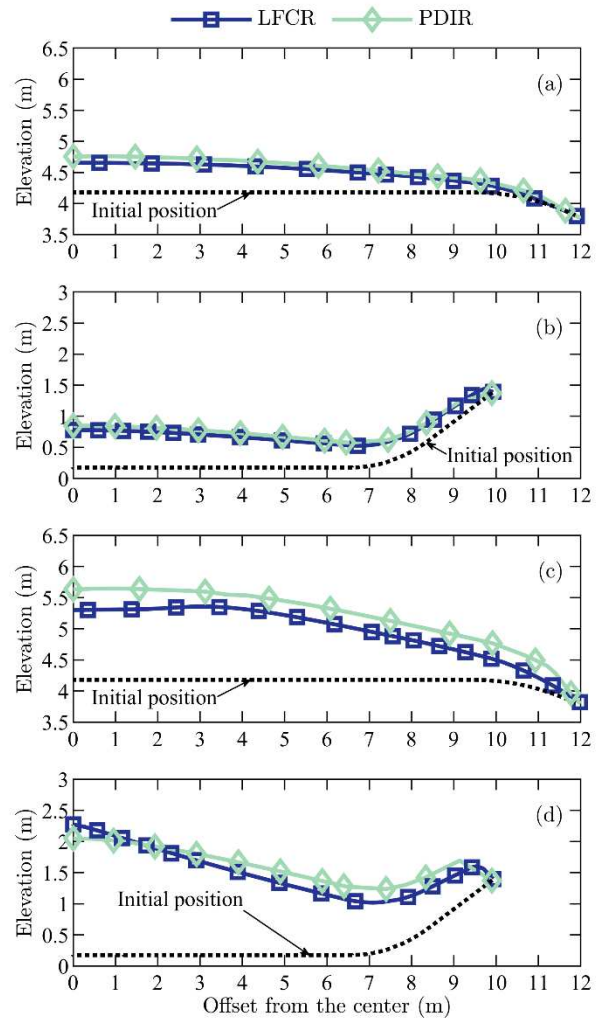 LFCR PDIR
6.5
6
5.5
5
4.5
4
3.5
Elevation (m)
(a)
Initial position
0 1 2 3 4 5 6 7 8 9 10 11 12
3
2.5
2
1.5
1
0.5
0
Elevation (m)
(b)
Initial position
0 1 2 3 4 5 6 7 8 9 10 11 12
6.5
6
5.5
5
4.5
4
3.5
Elevation (m)
(c)
Initial position
0 1 2 3 4 5 6 7 8 9 10 11 12
3
2.5
2
1.5
1
0.5
0
Elevation (m)
(d)
Initial position
0 1 2 3 4 5 6 7 8 9 10 11 12
Offset from the center (m)